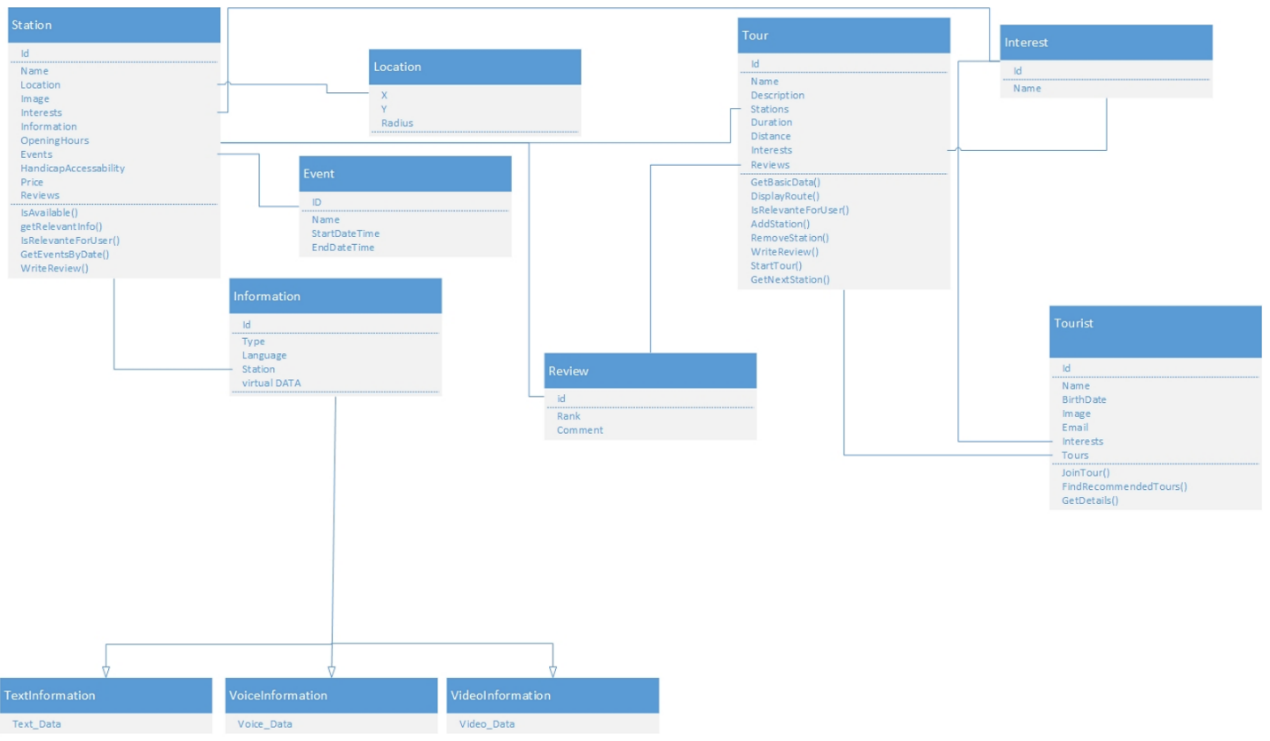 Station
Id
Name
Location
Image
Interests
Information
OpeningHours
Events
HandicapAccessability
Price
Reviews
IsAvailable()
getRelevantInfo()
IsRelevanteForUser()
GetEventsByDate()
WriteReview()
Location
X
Y
Radius
Event
ID
Name
StartDateTime
EndDateTime
Information
Id
Type
Language
Station
virtual DATA
Review
id
Rank
Comment
Tour
Id
Name
Description
Stations
Duration
Distance
Interests
Reviews
GetBasicData()
DisplayRoute()
IsRelevanteForUser()
AddStation()
RemoveStation()
WriteReview()
StartTour()
GetNextStation()
Interest
Id
Name
Tourist
Id
Name
BirthDate
Image
Email
Interests
Tours
JoinTour()
FindRecommendedTours()
GetDetails()
TextInformation
Text_Data
VoiceInformation
Voice_Data
VideoInformation
Video_Data